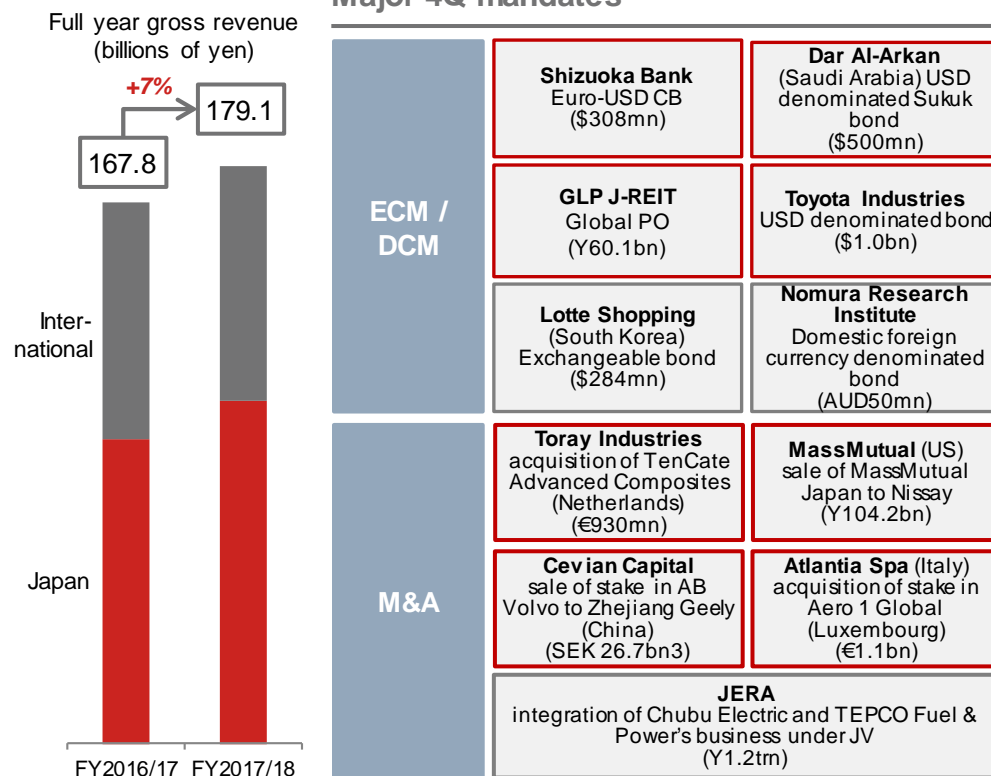 Major 4Q mandates
Full year gross revenue
(billions of yen)
+7%
179.1
167.8
Inter-
national
Japan
FY2016/17
FY2017/18
ECM /
DCM
Shizuoka Bank
Euro-USD CB
($308mn)
Dar Al-Arkan
(Saudi Arabia) USD
denominated Sukuk
bond
($500mn)
GLP J-REIT
Global PO
(Y60.1bn)
Toyota Industries
USD denominated bond
($1.0bn)
Lotte Shopping
(South Korea)
Exchangeable bond
($284mn)
Nomura Research
Institute
Domestic foreign
currency denominated
bond
(AUD50mn)
M&A
Toray Industries
acquisition of TenCate
Advanced Composites
(Netherlands)
(€930mn)
MassMutual (US)
sale of MassMutual
Japan to Nissay
(Y104.2bn)
Cevian Capital
sale of stake in AB
Volvo to Zhejiang Geely
(China)
(SEK 26.7bn3)
Atlantia Spa (Italy)
acquisition of stake in
Aero 1 Global
(Luxembourg)
(€1.1bn)
JERA
integration of Chubu Electric and TEPCO Fuel &
Power's business under JV
(Y1.2trn)